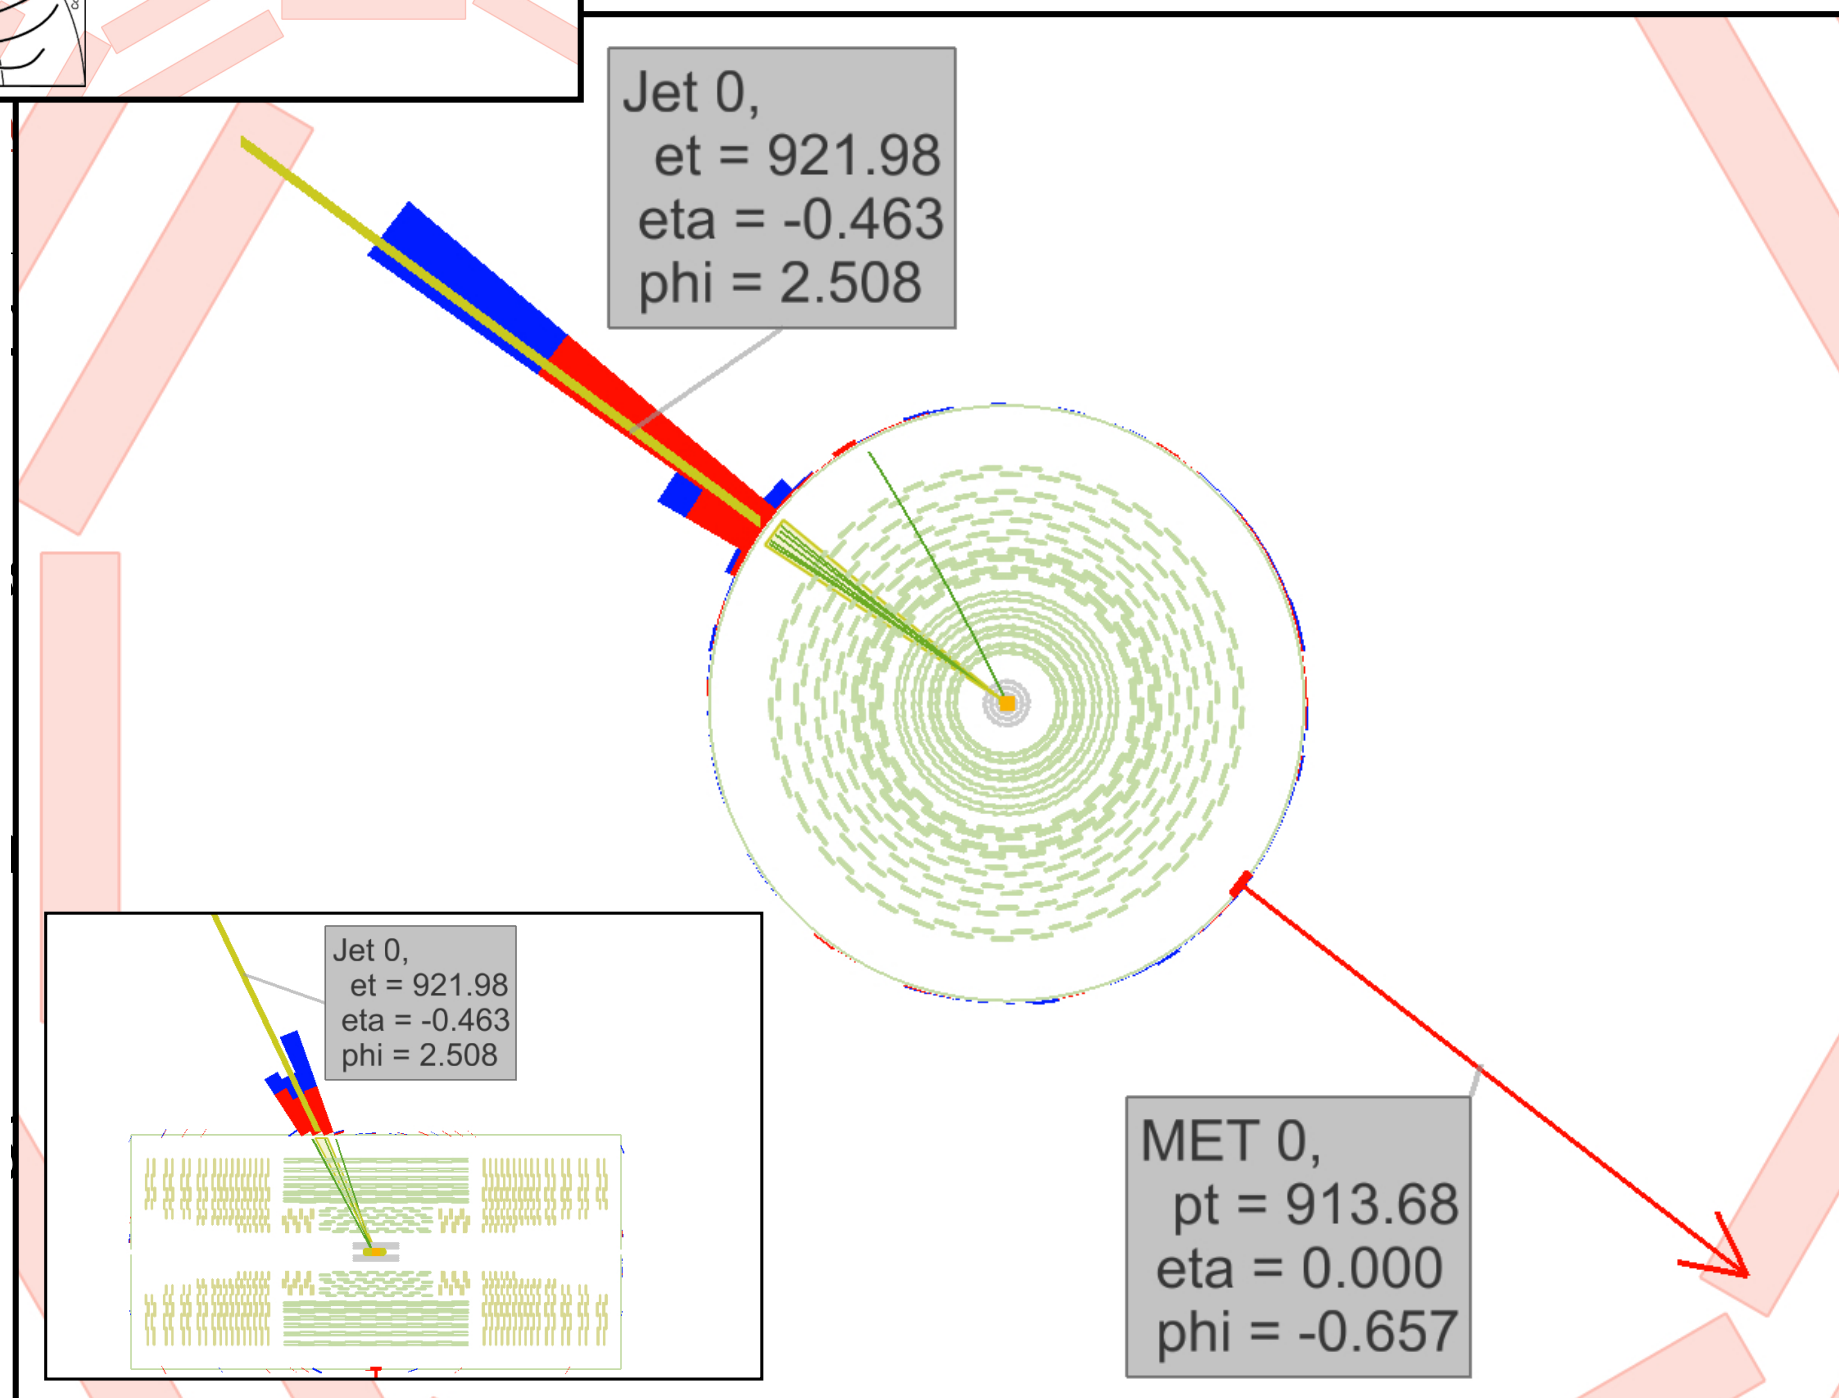 Jet 0,
et = 921.98
eta = -0.463
phi = 2.508
Jet 0,
et = 921.98
eta = -0.463
phi = 2.508
MET 0,
pt = 913.68
eta = 0.000
phi = -0.657